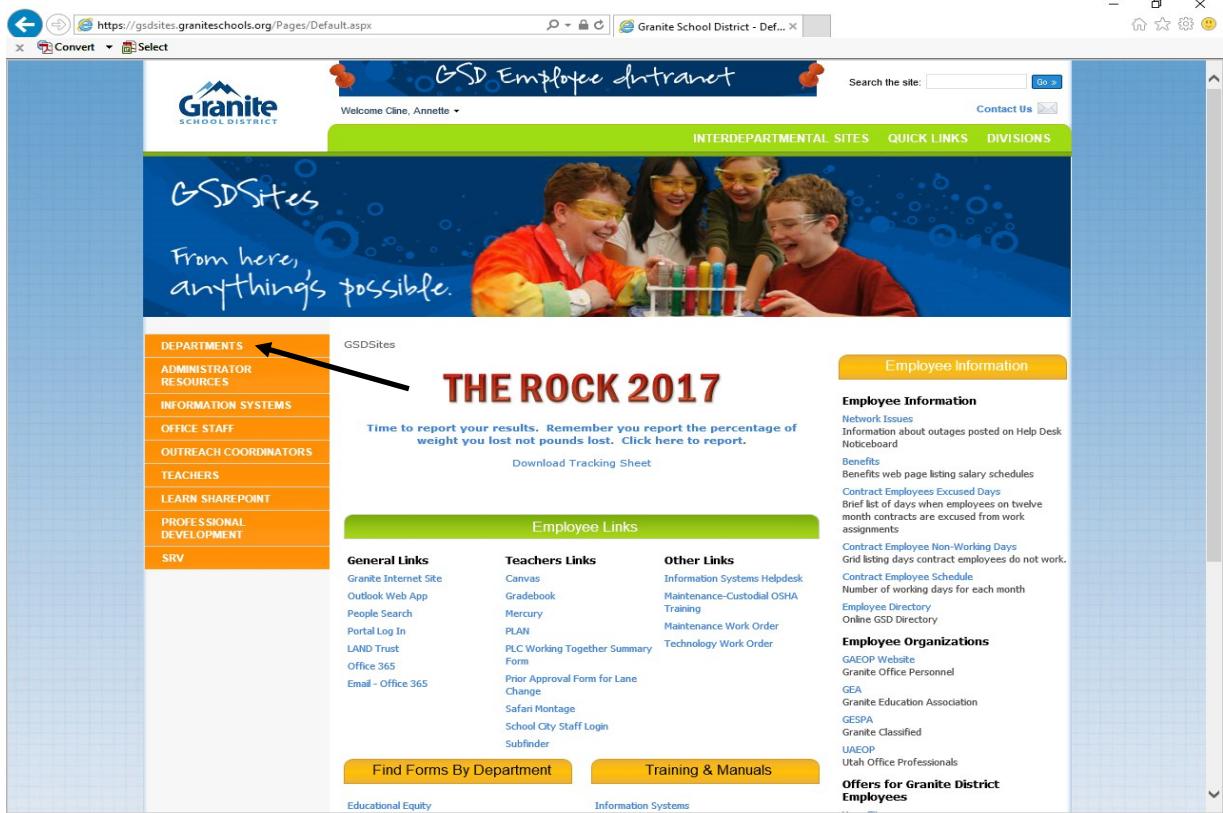 https://gsdsites.graniteschools.org/Pages/Default.aspx
Granite School District - Def...
Convert
Select
Granite
SCHOOL DISTRICT
GSD Employee Intranet
Search the site:
Go »
Welcome Cline, Annette
Contact Us
INTERDEPARTMENTAL SITES QUICK LINKS DIVISIONS
GSDSites
From here,
anything's possible.
DEPARTMENTS
ADMINISTRATOR
RESOURCES
INFORMATION SYSTEMS
OFFICE STAFF
OUTREACH COORDINATORS
TEACHERS
LEARN SHAREPOINT
PROFESSIONAL
DEVELOPMENT
SRV
GSDSites
THE ROCK 2017
Time to report your results. Remember you report the percentage of
weight you lost not pounds lost. Click here to report.
Download Tracking Sheet
Employee Links
General Links
Granite Internet Site
Outlook Web App
People Search
Portal Log In
LAND Trust
Office 365
Email - Office 365
Teachers Links
Canvas
Gradebook
Mercury
PLAN
PLC Working Together Summary
Form
Prior Approval Form for Lane
Change
Safari Montage
School City Staff Login
Subfinder
Other Links
Information Systems Helpdesk
Maintenance-Custodial OSHA
Training
Maintenance Work Order
Technology Work Order
Find Forms By Department
Educational Equity
Training & Manuals
Information Systems
Employee Information
Employee Information
Network Issues
Information about outages posted on Help Desk
Noticeboard
Benefits
Benefits web page listing salary schedules
Contract Employees Excused Days
Brief list of days when employees on twelve
month contracts are excused from work
assignments
Contract Employee Non-Working Days
Grid listing days contract employees do not work.
Contract Employee Schedule
Number of working days for each month
Employee Directory
Online GSD Directory
Employee Organizations
GAEOP Website
Granite Office Personnel
GEA
Granite Education Association
GESPA
Granite Classified
UAEOP
Utah Office Professionals
Offers for Granite District
Employees